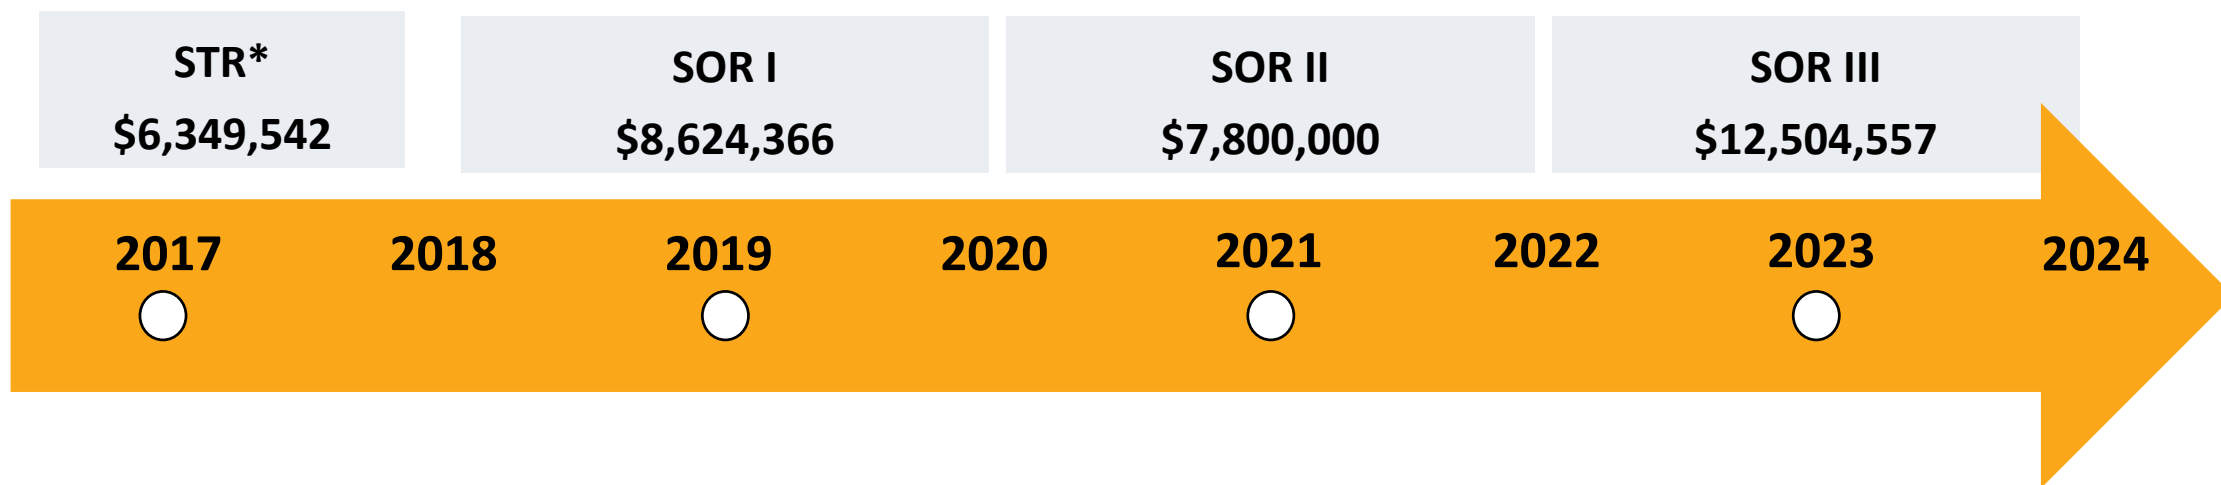 STR*
$6,349,542
SOR I
$8,624,366
SOR II
$7,800,000
SOR III
$12,504,557
2017 2018 2019 2020 2021 2022 2023 2024